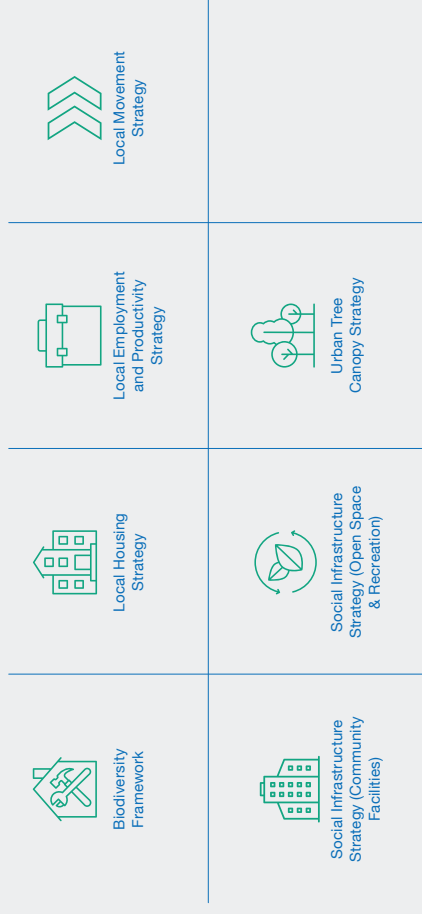 Biodiversity
Framework
Local Housing
Strategy
Local Employment
and Productivity
Strategy
Local Movement
Strategy
Social Infrastructure
Strategy (Community
Facilities)
Social Infrastructure
Strategy (Open Space
& Recreation)
Urban Tree
Canopy Strategy